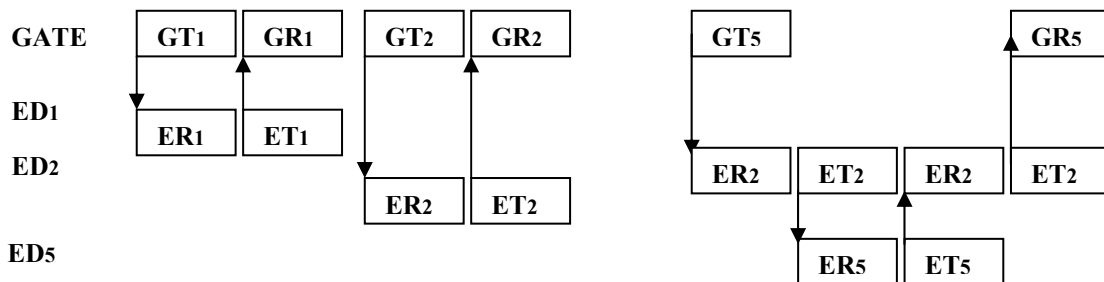 GATE GT1 GR1 GT2 GR2 GT5 GR5
ED1
ER1 ET1
ED2 ER2 ET2 ER2 ET2
ER2 ET2
ED5 ER5 ET5